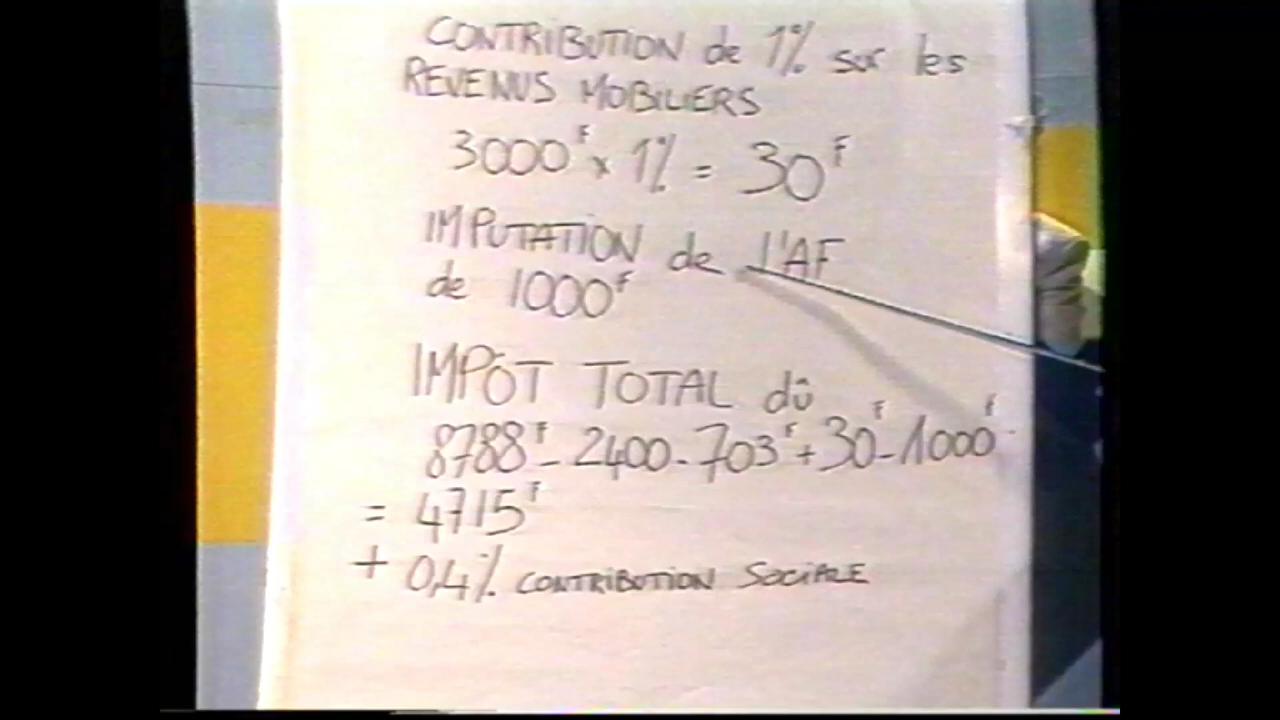 CONTRIBUTION de 1% sur les
REVENUS MOBILIERS
3000F x 1% = 30F
IMPUTATION de l'AF
de 1000F
IMPÔT TOTAL dû
8788F - 2400 - 703F + 30F - 1000F
= 4715F
+ 0,4% CONTRIBUTION SOCIALE